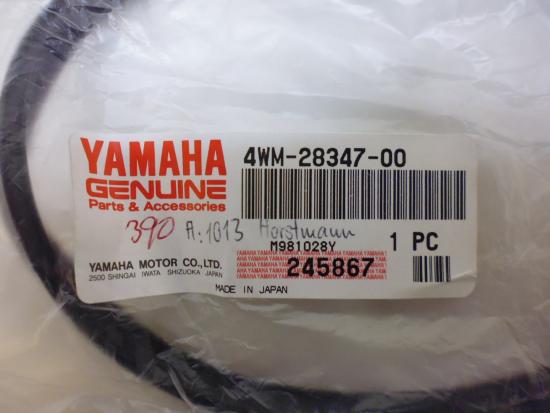 YAMAHA
GENUINE
Parts & Accessories
4WM-28347-00
390 A:1013 Horstmann
M981028Y
1 PC
YAMAHA MOTOR CO., LTD.
2500 SHINGAI IWATA SHIZUOKA JAPAN
245867
MADE IN JAPAN